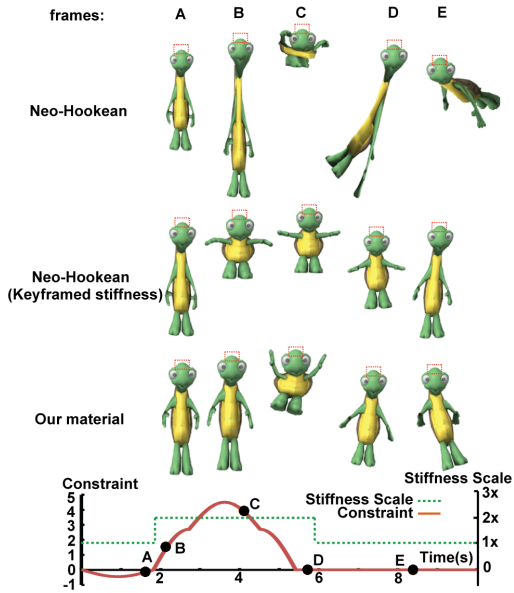 frames: A B C D E
Neo-Hookean
Neo-Hookean
(Keyframed stiffness)
Our material
Constraint
Stiffness Scale
5
4
3
2
1
0
-1
3x
2x
1x
0
Stiffness Scale
Constraint
A B C D E
Time(s)
2 4 6 8